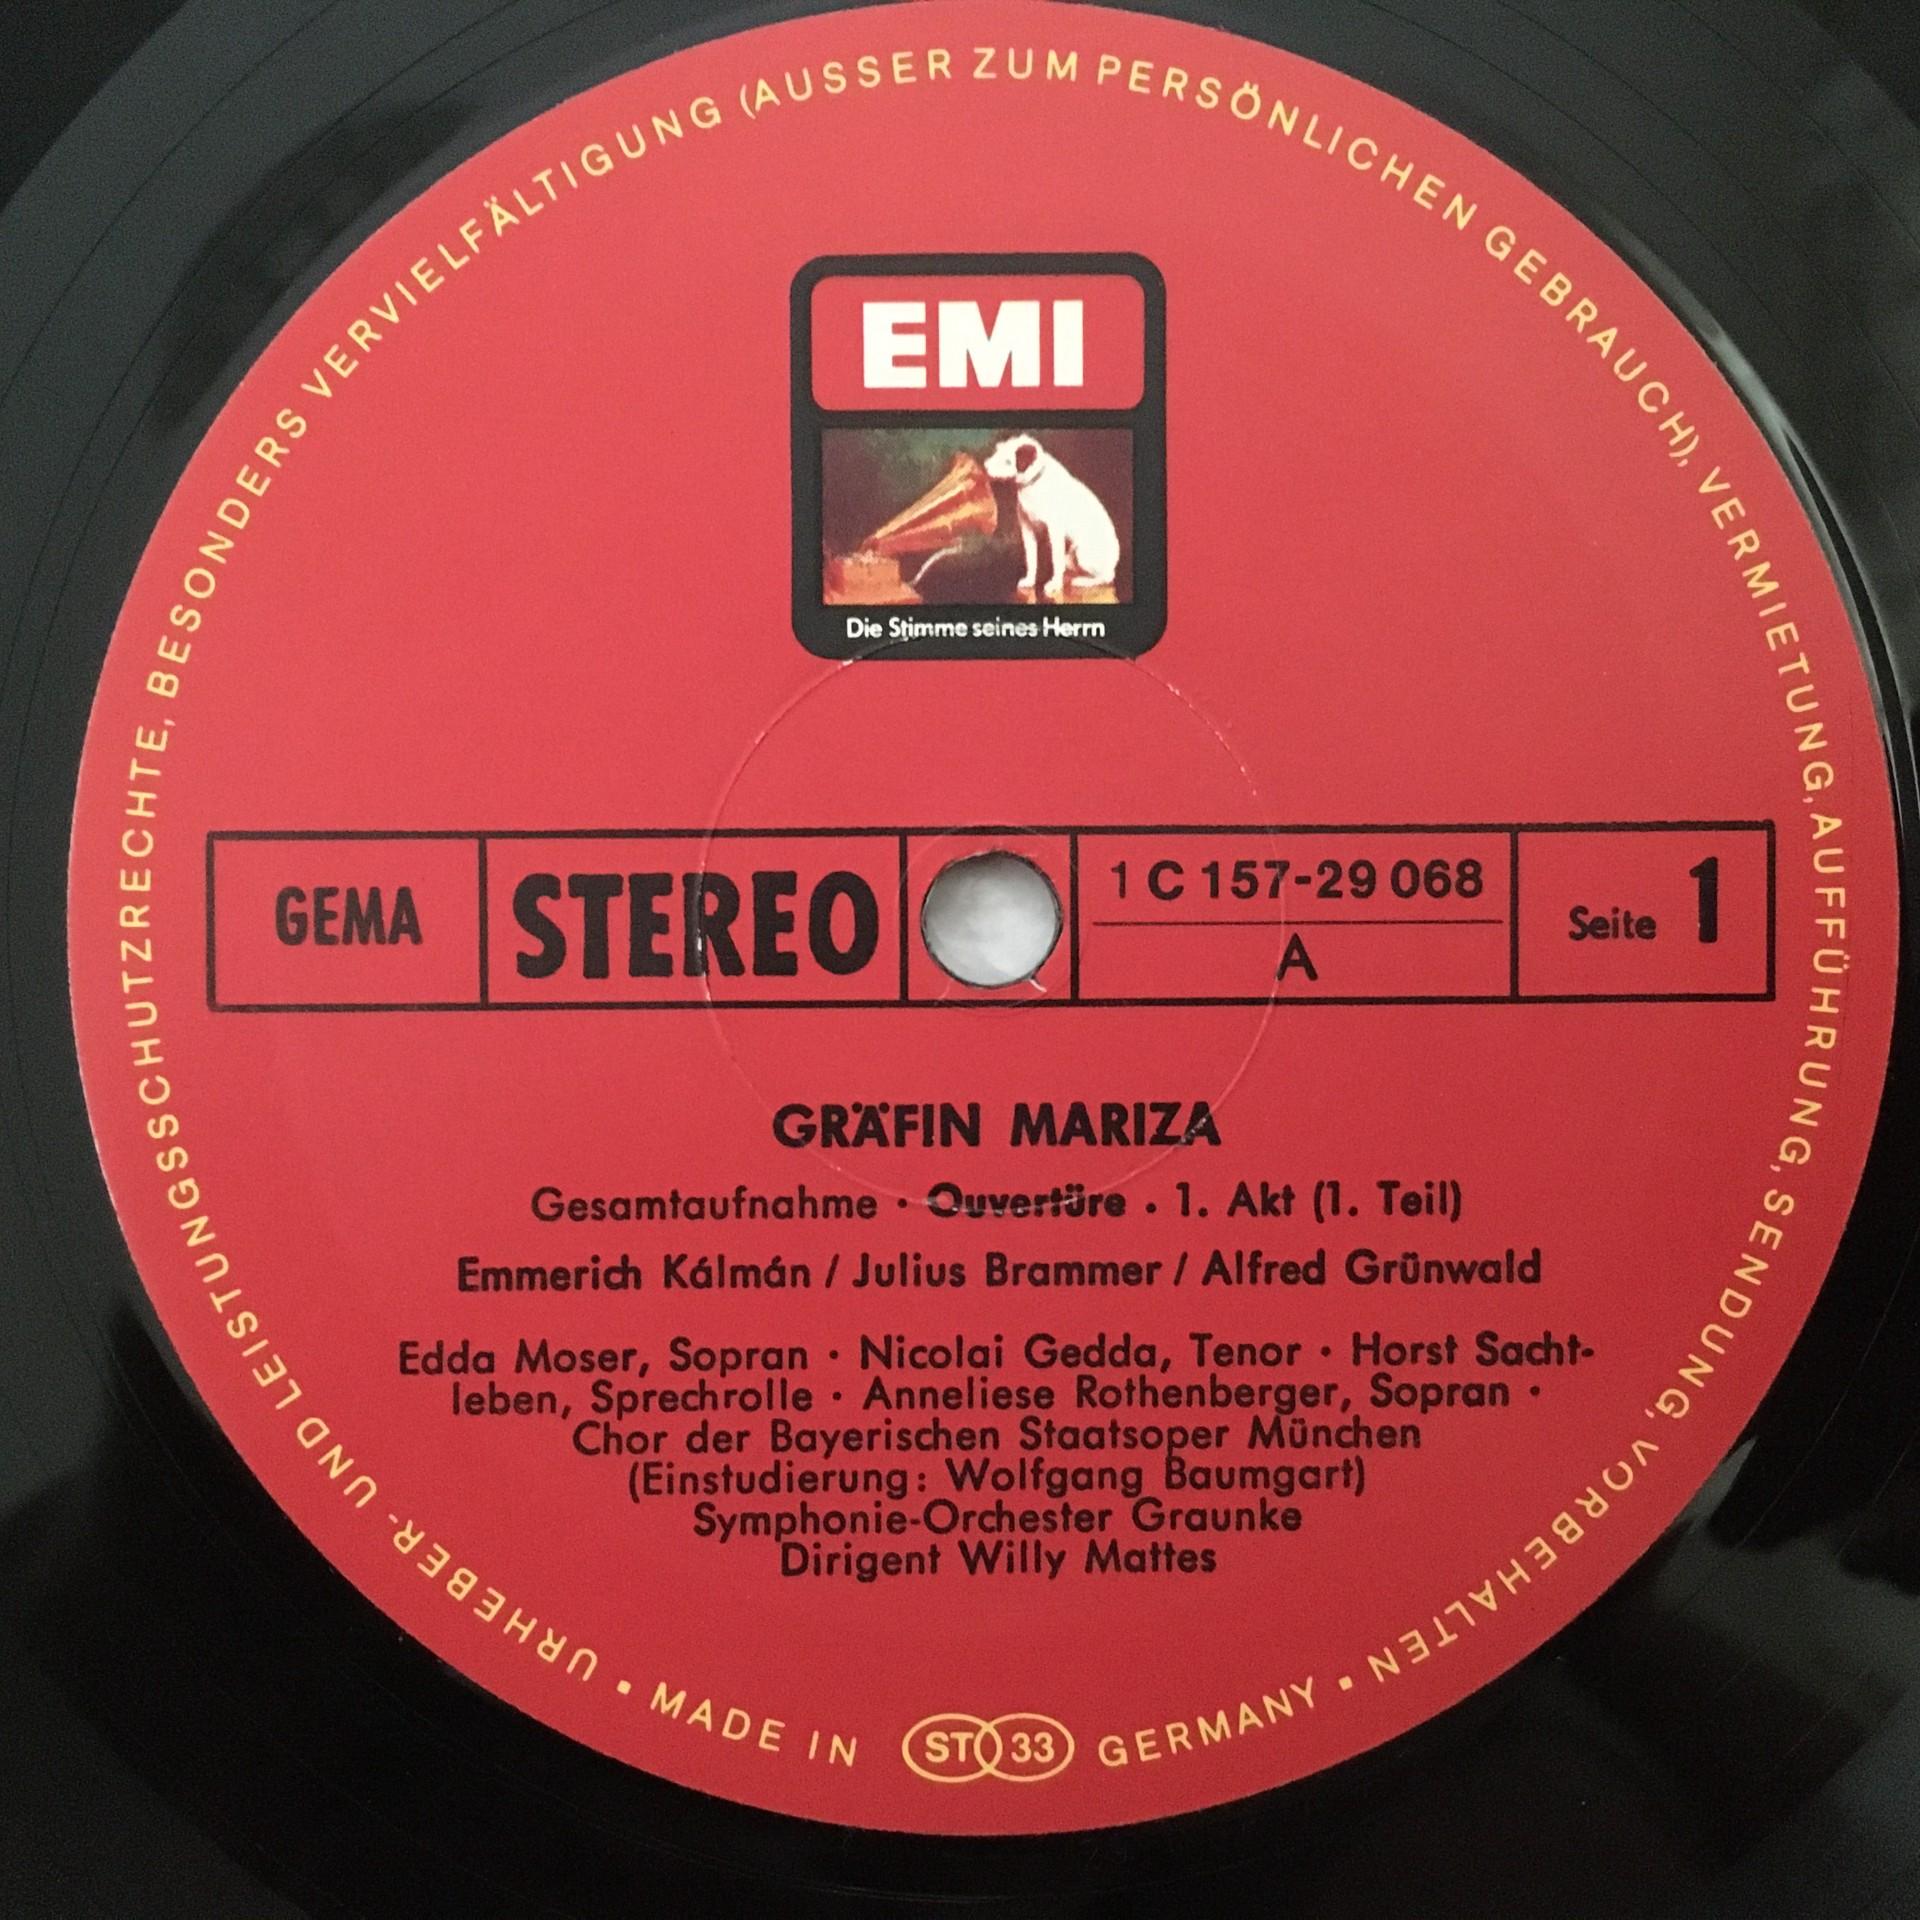 EMI
Die Stimme seines Herrn
GEMA
STEREO
1 C 157-29 068
A
Seite 1
GRÄFIN MARIZA
Gesamtaufnahme · Ouvertüre · 1. Akt (1. Teil)
Emmerich Kálmán / Julius Brammer / Alfred Grünwald
Edda Moser, Sopran · Nicolai Gedda, Tenor · Horst Sacht-
leben, Sprechrolle · Anneliese Rothenberger, Sopran ·
Chor der Bayerischen Staatsoper München
(Einstudierung: Wolfgang Baumgart)
Symphonie-Orchester Graunke
Dirigent Willy Mattes
URHEBER- UND LEISTUNGSSCHUTZRECHTE, BESONDERS VERVIELFÄLTIGUNG (AUSSER ZUM PERSÖNLICHEN GEBRAUCH), VERMIETUNG, AUFFÜHRUNG, SENDUNG, VORBEHALTEN
▪ MADE IN ST 33 GERMANY ▪